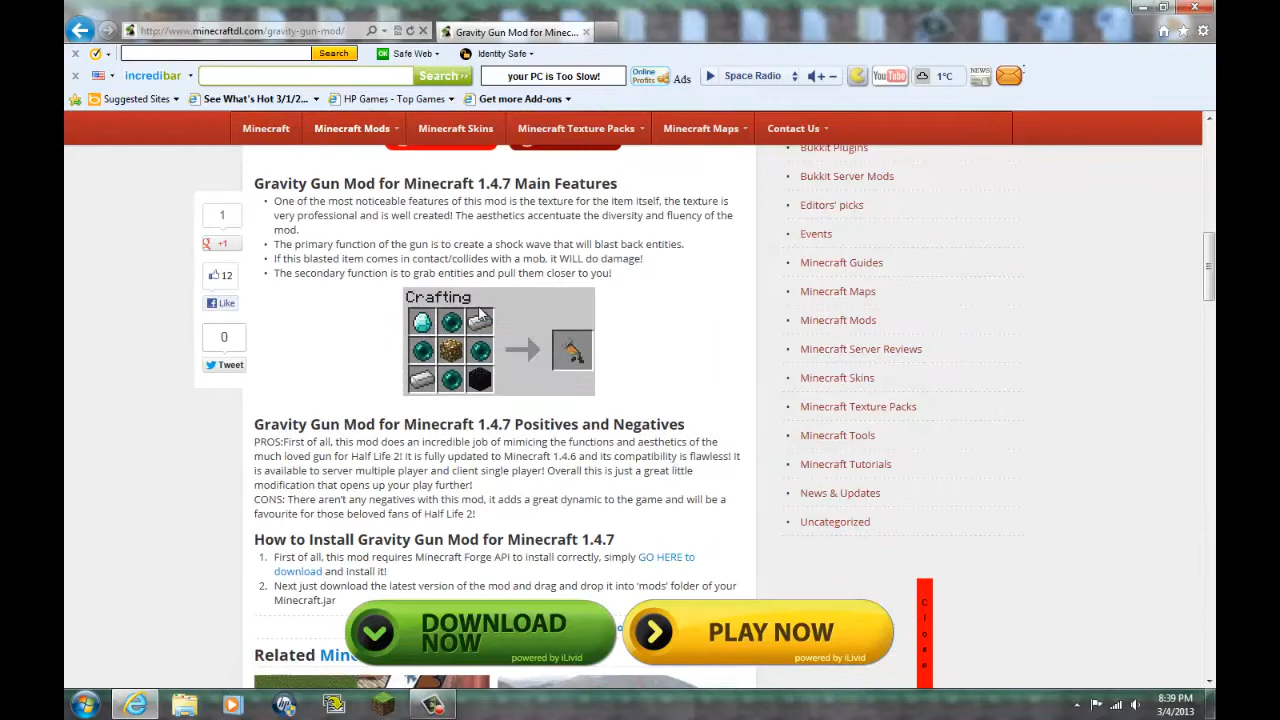 http://www.minecraftdl.com/gravity-gun-mod/
Gravity Gun Mod for Minec...
Search
Safe Web
Identity Safe
incredibar
Search
your PC is Too Slow!
Online Profits
Ads
Space Radio
You Tube
1°C
NEWS
Suggested Sites
See What's Hot 3/1/2...
HP Games - Top Games
Get more Add-ons
Minecraft
Minecraft Mods
Minecraft Skins
Minecraft Texture Packs
Minecraft Maps
Contact Us
Gravity Gun Mod for Minecraft 1.4.7 Main Features
• One of the most noticeable features of this mod is the texture for the item itself, the texture is
very professional and is well created! The aesthetics accentuate the diversity and fluency of the
mod.
• The primary function of the gun is to create a shock wave that will blast back entities.
• If this blasted item comes in contact/collides with a mob, it WILL do damage!
• The secondary function is to grab entities and pull them closer to you!
1
+1
12
Like
0
Tweet
Crafting
Gravity Gun Mod for Minecraft 1.4.7 Positives and Negatives
PROS:First of all, this mod does an incredible job of mimicing the functions and aesthetics of the
much loved gun for Half Life 2! it is fully updated to Minecraft 1.4.6 and its compatibility is flawless! It
is available to server multiple player and client single player! Overall this is just a great little
modification that opens up your play further!
CONS: There aren't any negatives with this mod, it adds a great dynamic to the game and will be a
favourite for those beloved fans of Half Life 2!
How to Install Gravity Gun Mod for Minecraft 1.4.7
1. First of all, this mod requires Minecraft Forge API to install correctly, simply GO HERE to
download and install it!
2. Next just download the latest version of the mod and drag and drop it into 'mods' folder of your
Minecraft.jar
Related Min
Bukkit Plugins
Bukkit Server Mods
Editors' picks
Events
Minecraft Guides
Minecraft Maps
Minecraft Mods
Minecraft Server Reviews
Minecraft Skins
Minecraft Texture Packs
Minecraft Tools
Minecraft Tutorials
News & Updates
Uncategorized
DOWNLOAD
NOW
powered by iLivid
PLAY NOW
powered by iLivid
Close
8:39 PM
3/4/2013